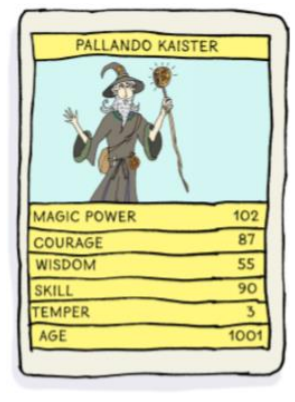 PALLANDO KAISTER
MAGIC POWER 102
COURAGE 87
WISDOM 55
SKILL 90
TEMPER 3
AGE 1001